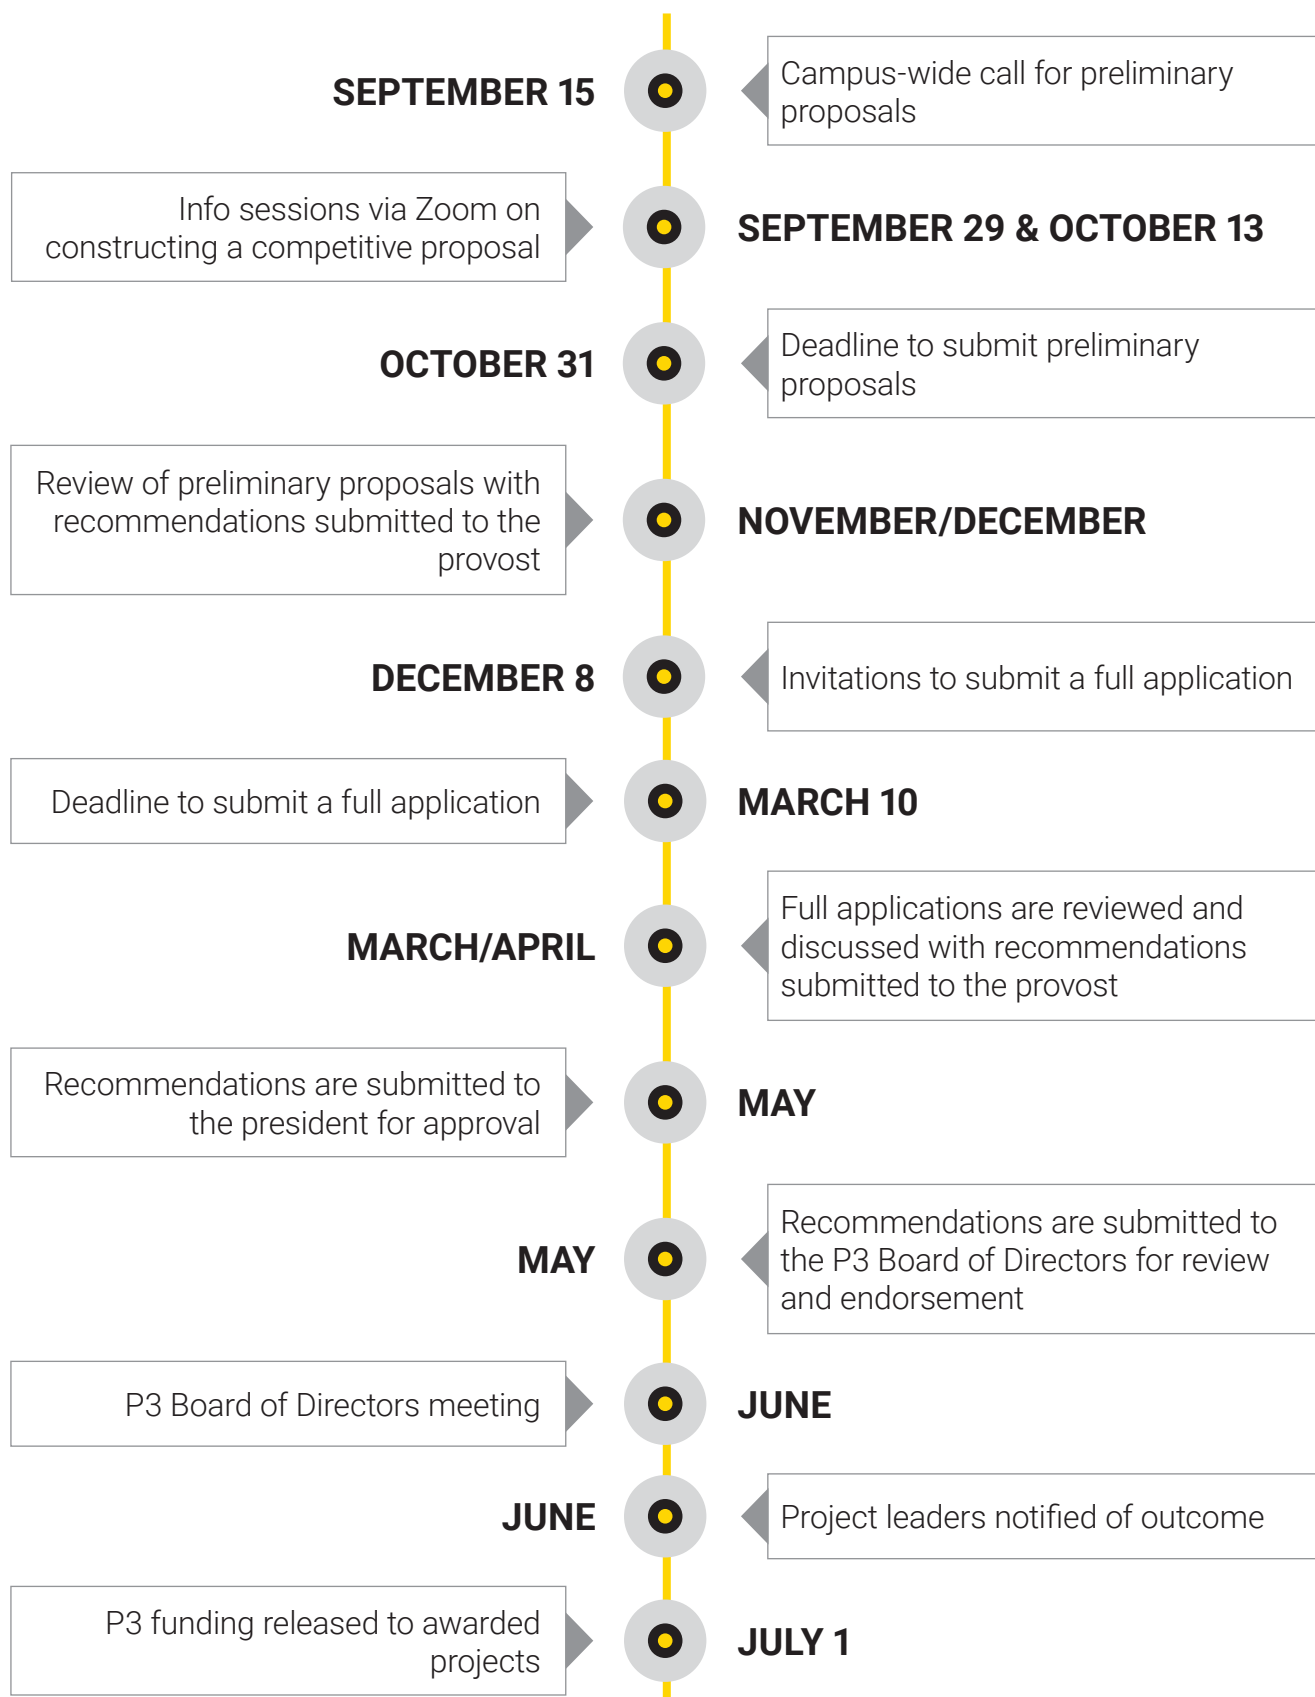 SEPTEMBER 15
Campus-wide call for preliminary
proposals
Info sessions via Zoom on
constructing a competitive proposal
SEPTEMBER 29 & OCTOBER 13
OCTOBER 31
Deadline to submit preliminary
proposals
Review of preliminary proposals with
recommendations submitted to the
provost
NOVEMBER/DECEMBER
DECEMBER 8
Invitations to submit a full application
Deadline to submit a full application
MARCH 10
MARCH/APRIL
Full applications are reviewed and
discussed with recommendations
submitted to the provost
Recommendations are submitted to
the president for approval
MAY
MAY
Recommendations are submitted to
the P3 Board of Directors for review
and endorsement
P3 Board of Directors meeting
JUNE
JUNE
Project leaders notified of outcome
P3 funding released to awarded
projects
JULY 1